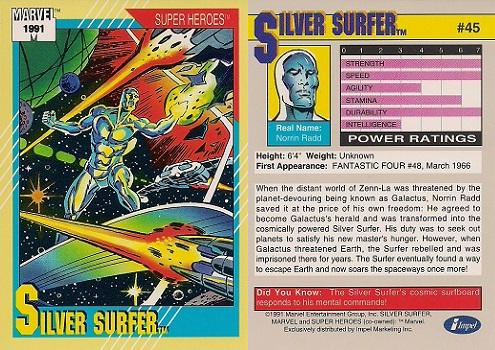 MARVEL
1991
SUPER HEROES™
SILVER SURFER™
SILVER SURFER™
#45
0 1 2 3 4 5 6 7
STRENGTH
SPEED
AGILITY
STAMINA
DURABILITY
INTELLIGENCE
POWER RATINGS
Real Name:
Norrin Radd
Height: 6'4" Weight: Unknown
First Appearance: FANTASTIC FOUR #48, March 1966
When the distant world of Zenn-La was threatened by the
planet-devouring being known as Galactus, Norrin Radd
saved it at the price of his own freedom: He agreed to
become Galactus's herald and was transformed into the
cosmically powered Silver Surfer. His duty was to seek out
planets to satisfy his new master's hunger. However, when
Galactus threatened Earth, the Surfer rebelled and was
imprisoned there for years. The Surfer eventually found a way
to escape Earth and now soars the spaceways once more!
Did You Know: The Silver Surfer's cosmic surfboard
responds to his mental commands!
©1991 Marvel Entertainment Group, Inc. SILVER SURFER,
MARVEL and SUPER HEROES (co-owned): ™ Marvel.
Exclusively distributed by Impel Marketing Inc.
Impel